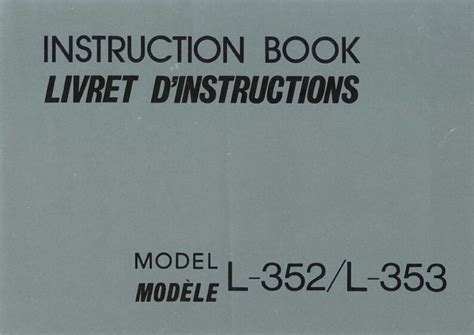 INSTRUCTION BOOK
LIVRET D'INSTRUCTIONS
MODEL
MODÈLE
L-352/L-353